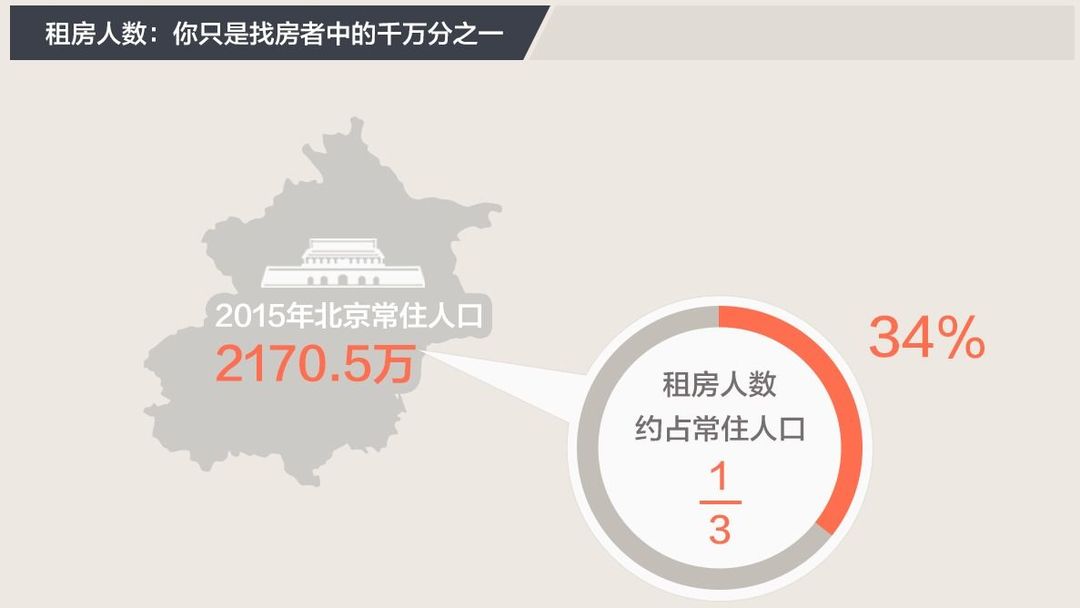 租房人数：你只是找房者中的千万分之一
2015年北京常住人口
2170.5万
34%
租房人数
约占常住人口
1
3